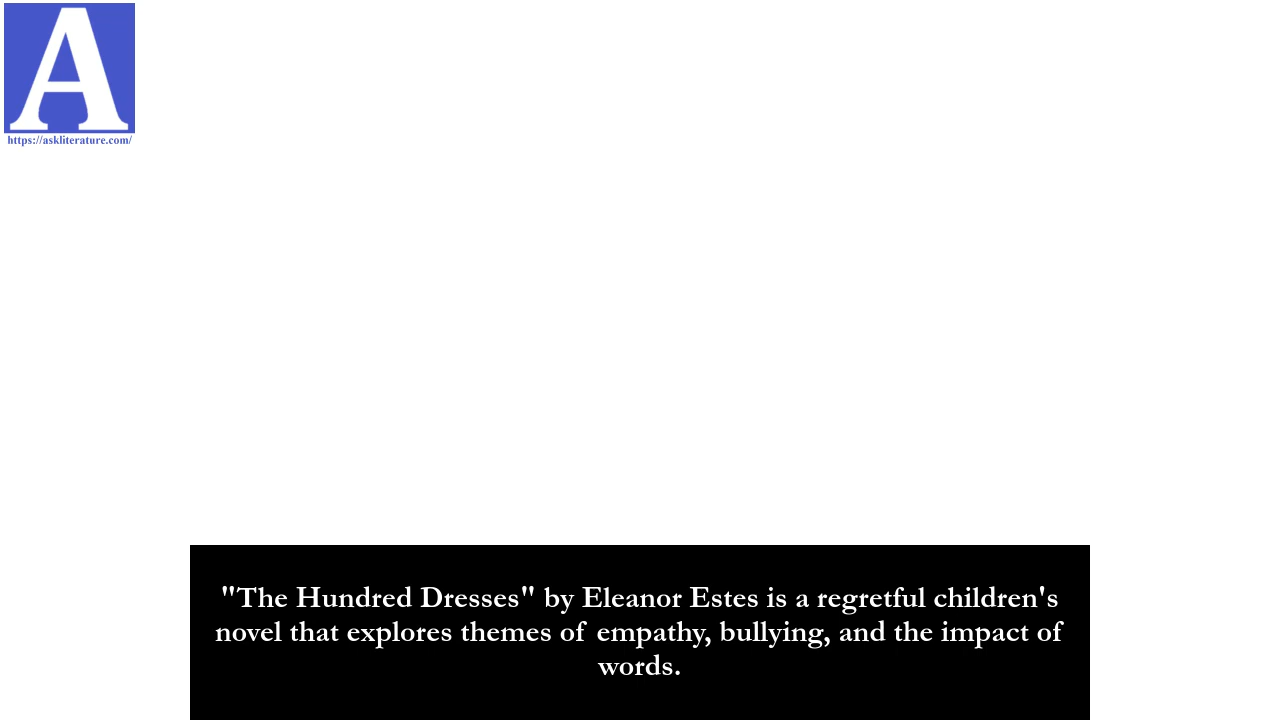 A
https://askliterature.com/
"The Hundred Dresses" by Eleanor Estes is a regretful children's
novel that explores themes of empathy, bullying, and the impact of
words.